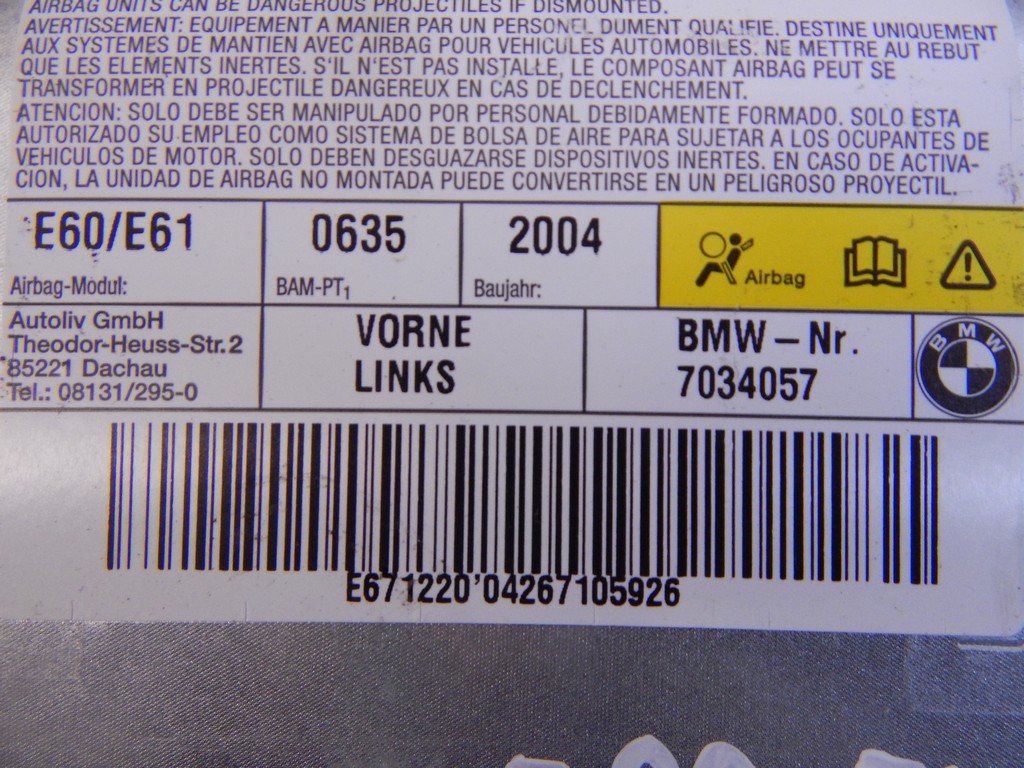 AIRBAG UNITS CAN BE DANGEROUS PROJECTILES IF DISMOUNTED.
AVERTISSEMENT: EQUIPEMENT A MANIER PAR UN PERSONEL DUMENT QUALIFIE. DESTINE UNIQUEMENT
AUX SYSTEMES DE MANTIEN AVEC AIRBAG POUR VEHICULES AUTOMOBILES. NE METTRE AU REBUT
QUE LES ELEMENTS INERTES. S'IL N'EST PAS INSTALLE, LE COMPOSANT AIRBAG PEUT SE
TRANSFORMER EN PROJECTILE DANGEREUX EN CAS DE DECLENCHEMENT.
ATENCION: SOLO DEBE SER MANIPULADO POR PERSONAL DEBIDAMENTE FORMADO. SOLO ESTA
AUTORIZADO SU EMPLEO COMO SISTEMA DE BOLSA DE AIRE PARA SUJETAR A LOS OCUPANTES DE
VEHICULOS DE MOTOR. SOLO DEBEN DESGUAZARSE DISPOSITIVOS INERTES. EN CASO DE ACTIVA-
CION, LA UNIDAD DE AIRBAG NO MONTADA PUEDE CONVERTIRSE EN UN PELIGROSO PROYECTIL.
E60/E61 0635 2004
Airbag-Modul: BAM-PT1 Baujahr: Airbag
Autoliv GmbH
Theodor-Heuss-Str.2
85221 Dachau
Tel.: 08131/295-0
VORNE
LINKS
BMW-Nr.
7034057
BMW
E671220'04267105926